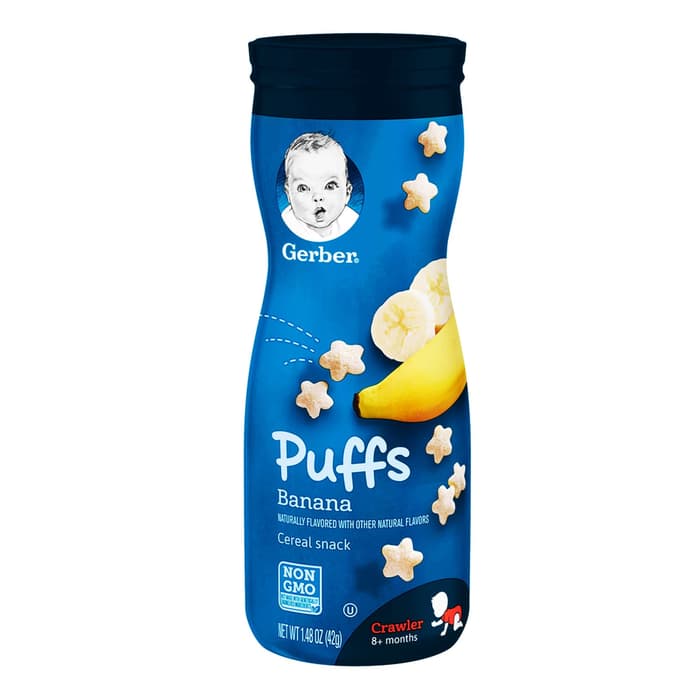 Gerber®
Puffs
Banana
NATURALLY FLAVORED WITH OTHER NATURAL FLAVORS
Cereal snack
NON
GMO
U
NET WT 1.48 OZ (42g)
Crawler
8+ months